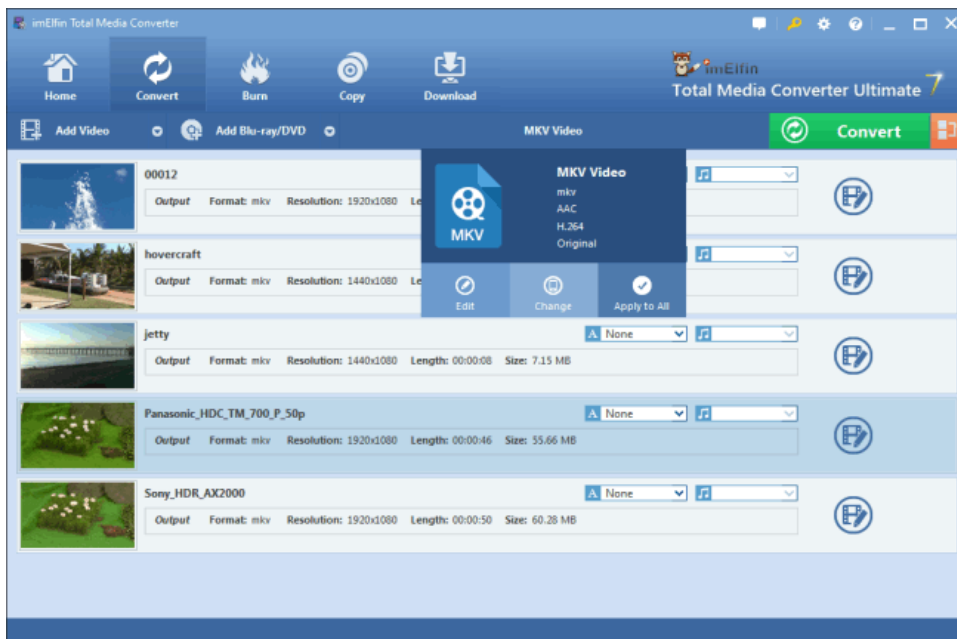 imElfin Total Media Converter
Home
Convert
Burn
Copy
Download
imElfin
Total Media Converter Ultimate 7
Add Video
Add Blu-ray/DVD
MKV Video
Convert
00012
Output Format: mkv Resolution: 1920x1080 Le
MKV
MKV Video
mkv
AAC
H.264
Original
Edit
Change
Apply to All
hovercraft
Output Format: mkv Resolution: 1440x1080 Le
jetty
A None
Output Format: mkv Resolution: 1440x1080 Length: 00:00:08 Size: 7.15 MB
Panasonic_HDC_TM_700_P_50p
A None
Output Format: mkv Resolution: 1920x1080 Length: 00:00:46 Size: 55.66 MB
Sony_HDR_AX2000
A None
Output Format: mkv Resolution: 1920x1080 Length: 00:00:50 Size: 60.28 MB